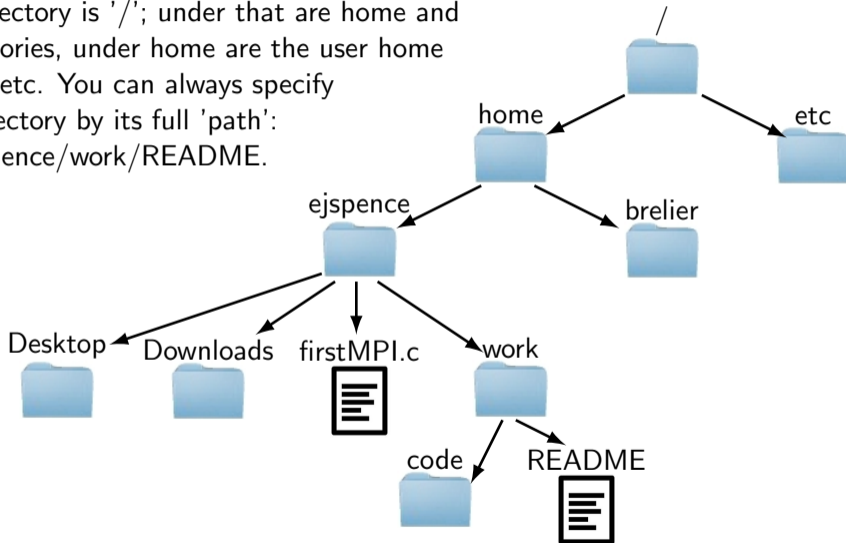 ectory is '/'; under that are home and
ories, under home are the user home
etc. You can always specify
ectory by its full 'path':
ence/work/README.
/
home
etc
ejspence
brelier
Desktop
Downloads
firstMPI.c
work
code
README